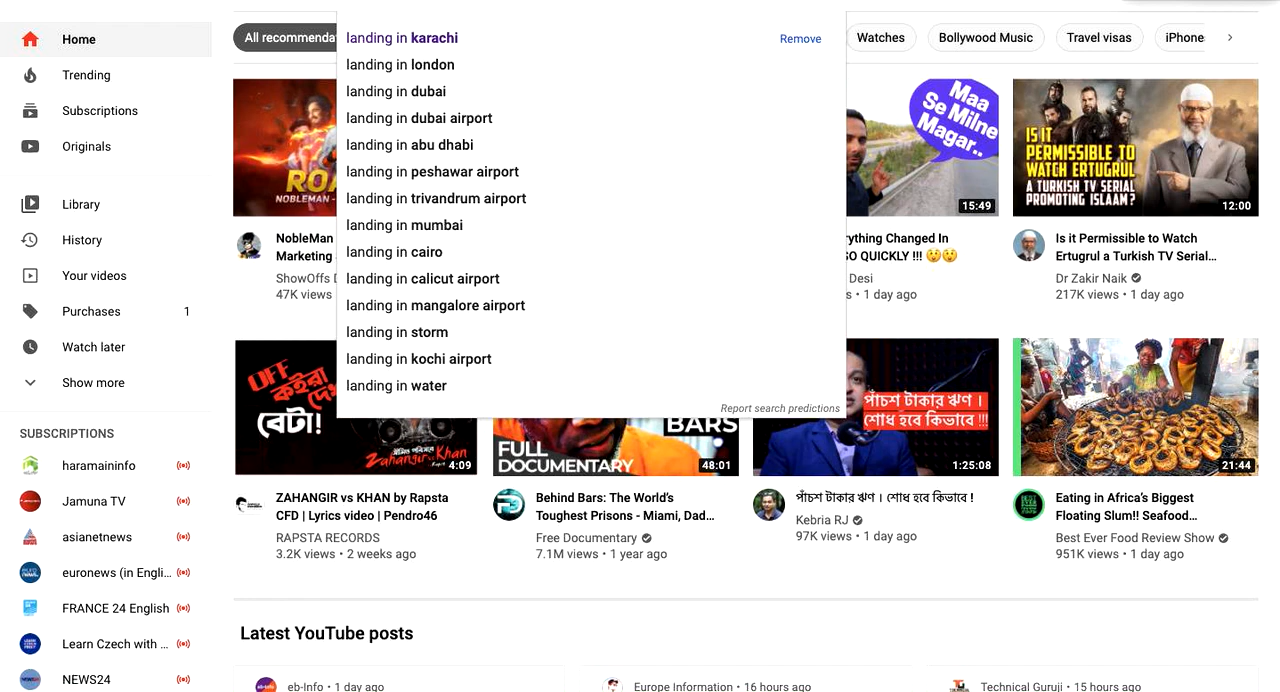 Home
Trending
Subscriptions
Originals
Library
History
Your videos
Purchases 1
Watch later
Show more
SUBSCRIPTIONS
haramaininfo
Jamuna TV
asianetnews
euronews (in Engli...
FRANCE 24 English
Learn Czech with ...
NEWS24
All recommenda
landing in karachi Remove
landing in london
landing in dubai
landing in dubai airport
landing in abu dhabi
landing in peshawar airport
landing in trivandrum airport
landing in mumbai
landing in cairo
landing in calicut airport
landing in mangalore airport
landing in storm
landing in kochi airport
landing in water
Report search predictions
Watches Bollywood Music Travel visas iPhone
ROA
NOBLEMAN -
NobleMan
Marketing
ShowOffs D
47K views
Maa
Se Milne
Magar..
15:49
rything Changed In
SO QUICKLY !!! 😲😲
Desi
s • 1 day ago
IS IT
PERMISSIBLE TO
WATCH ERTUGRUL
A TURKISH TV SERIAL
PROMOTING ISLAAM?
12:00
Is it Permissible to Watch
Ertugrul a Turkish TV Serial...
Dr Zakir Naik
217K views • 1 day ago
UFF
কইরা
বেটা!
Zahangir vs Khan
4:09
ZAHANGIR vs KHAN by Rapsta
CFD | Lyrics video | Pendro46
RAPSTA RECORDS
3.2K views • 2 weeks ago
BARS
FULL
DOCUMENTARY
48:01
Behind Bars: The World's
Toughest Prisons - Miami, Dad...
Free Documentary
7.1M views • 1 year ago
পাঁচশ টাকার ঋণ ।
শোধ হবে কিভাবে !!!
1:25:08
পাঁচশ টাকার ঋণ । শোধ হবে কিভাবে !
Kebria RJ
97K views • 1 day ago
21:44
BEST
EVER
FOOD
Eating in Africa's Biggest
Floating Slum!! Seafood...
Best Ever Food Review Show
951K views • 1 day ago
Latest YouTube posts
eb-Info • 1 day ago
Europe Information • 16 hours ago
Technical Guruji • 15 hours ago